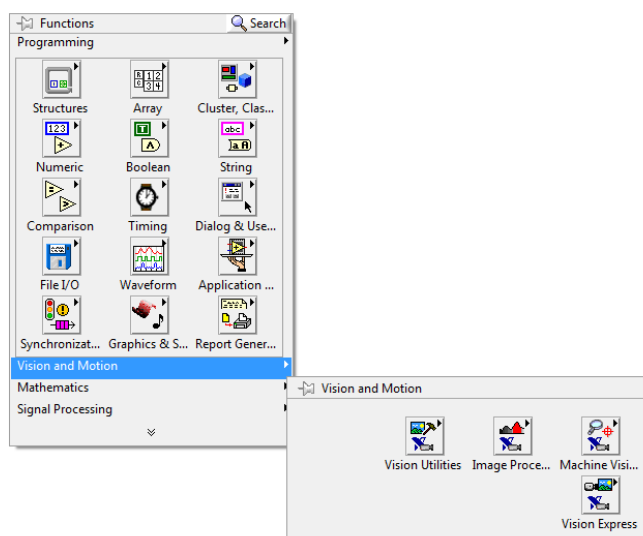 Functions Search
Programming
Structures Array Cluster, Clas...
123 abc
Numeric Boolean String
Comparison Timing Dialog & Use...
File I/O Waveform Application ...
Synchronizat... Graphics & S... Report Gener...
Vision and Motion
Mathematics
Signal Processing
Vision and Motion
Vision Utilities Image Proce... Machine Visi...
Vision Express